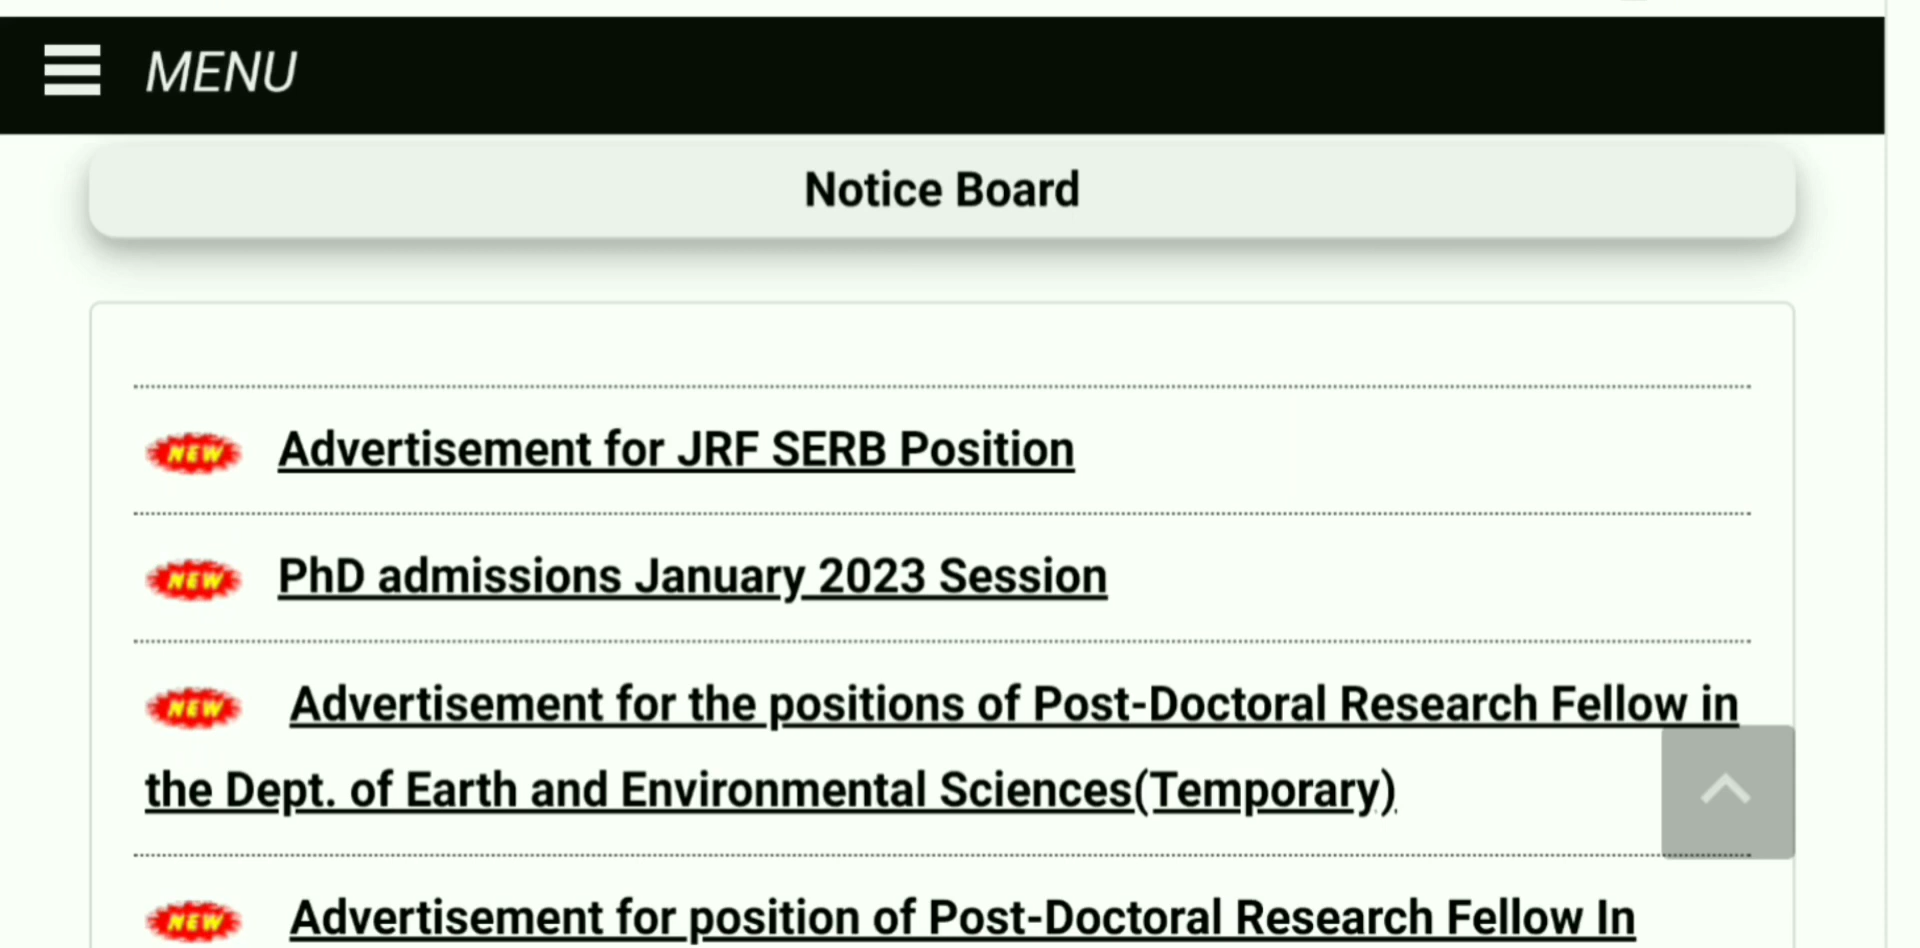 MENU
Notice Board
NEW Advertisement for JRF SERB Position
NEW PhD admissions January 2023 Session
NEW Advertisement for the positions of Post-Doctoral Research Fellow in
the Dept. of Earth and Environmental Sciences(Temporary)
NEW Advertisement for position of Post-Doctoral Research Fellow In